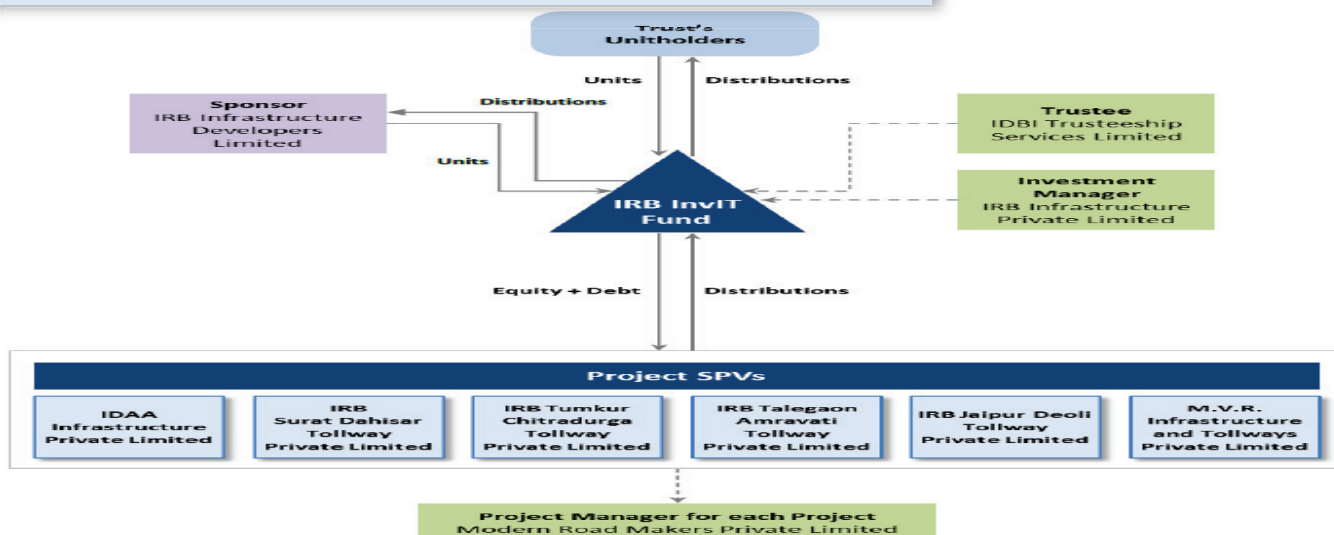 Trust's
Unitholders
Units
Distributions
Sponsor
IRB Infrastructure
Developers
Limited
Distributions
Units
Trustee
IDBI Trusteeship
Services Limited
Investment
Manager
IRB Infrastructure
Private Limited
IRB InvIT
Fund
Equity + Debt
Distributions
Project SPVs
IDAA
Infrastructure
Private Limited
IRB
Surat Dahisar
Tollway
Private Limited
IRB Tumkur
Chitradurga
Tollway
Private Limited
IRB Talegaon
Amravati
Tollway
Private Limited
IRB Jaipur Deoli
Tollway
Private Limited
M.V.R.
Infrastructure
and Tollways
Private Limited
Project Manager for each Project
Modern Road Makers Private Limited